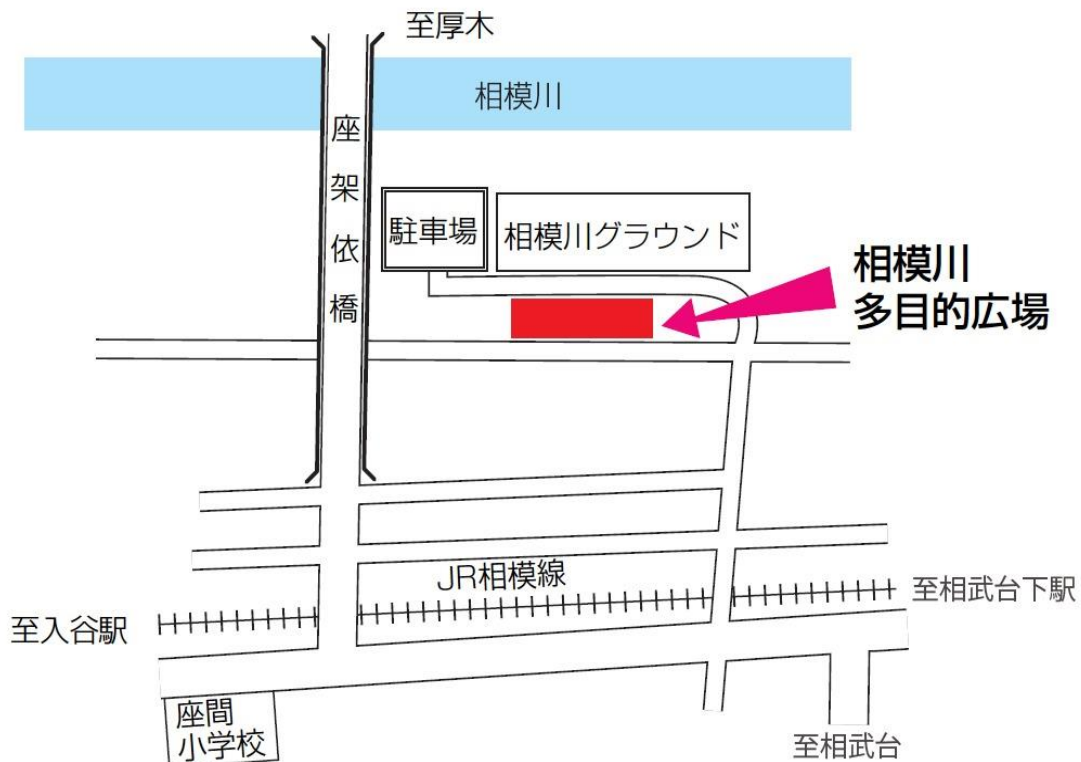 至厚木
相模川
座架依橋
駐車場
相模川グラウンド
相模川
多目的広場
JR相模線
至相武台下駅
至入谷駅
座間
小学校
至相武台